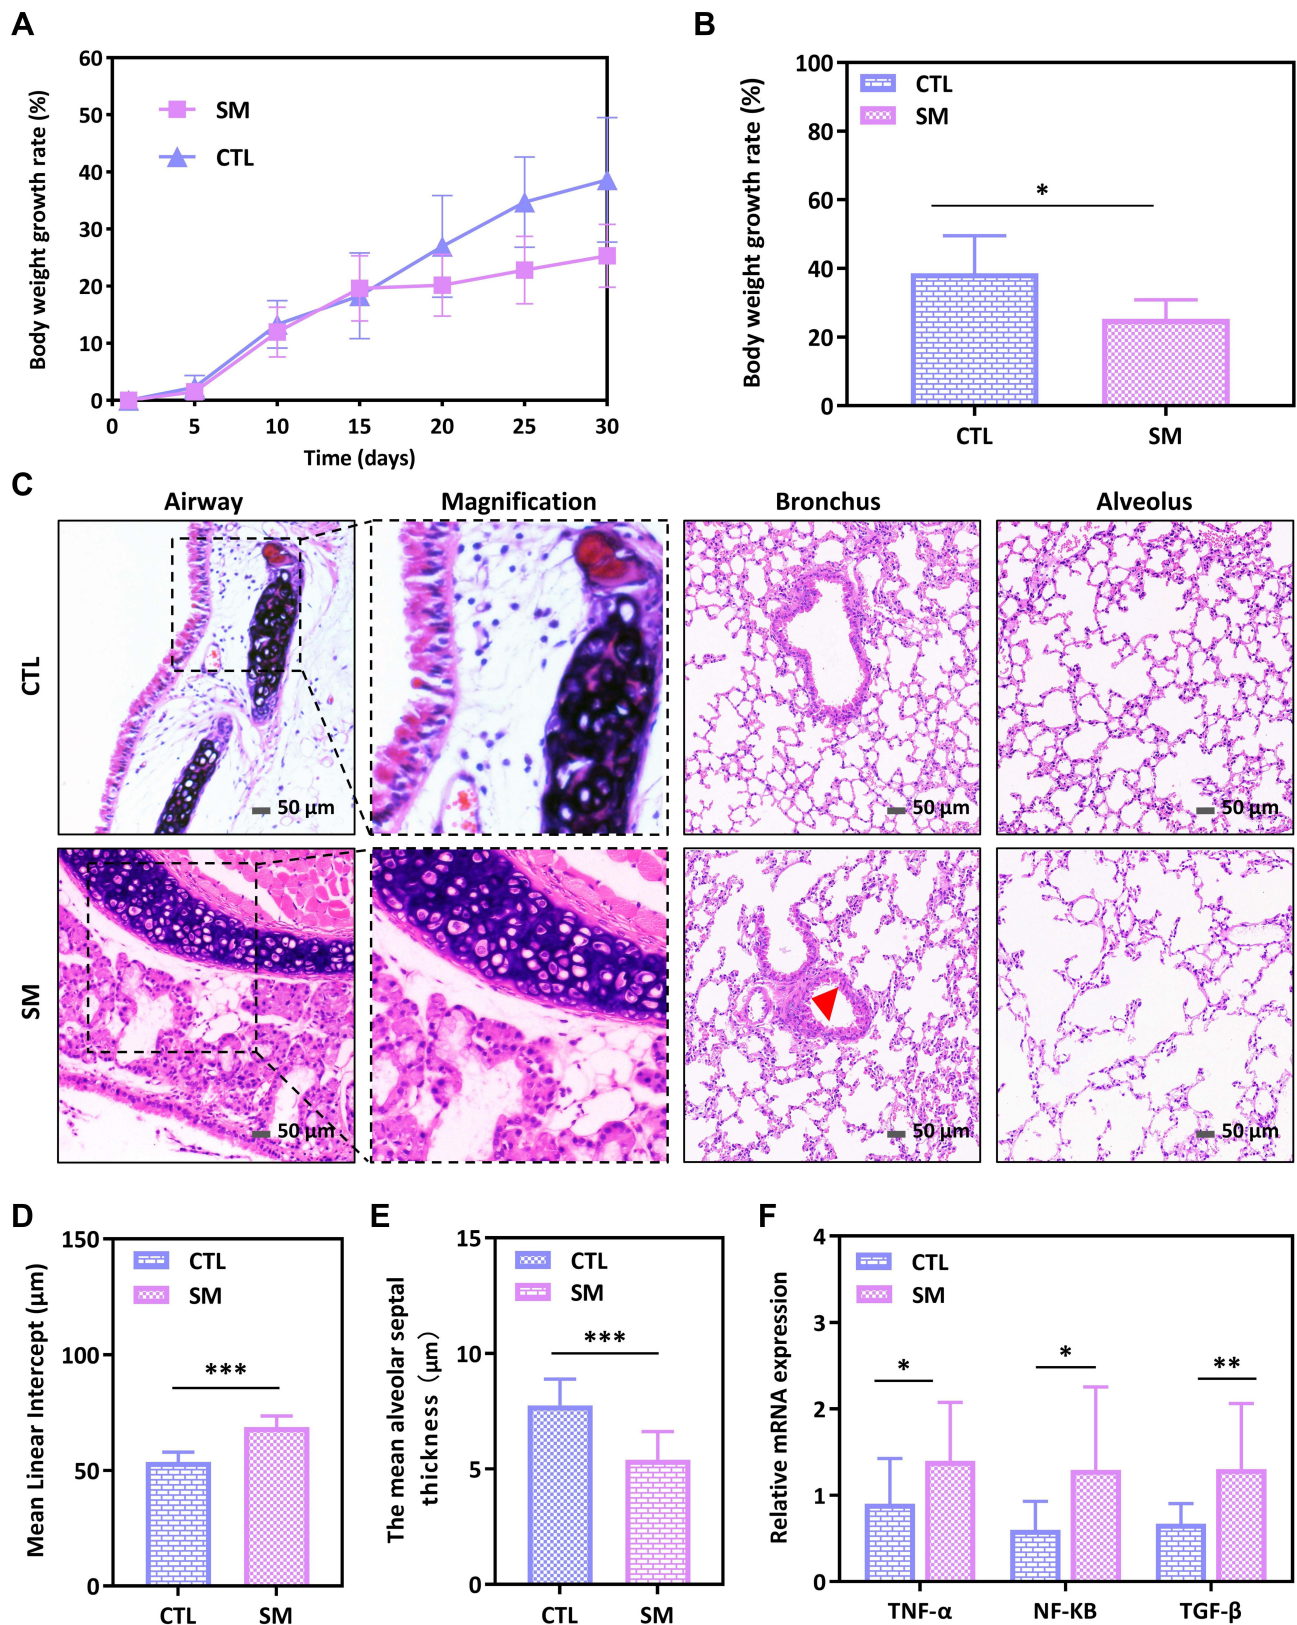 A
Body weight growth rate (%)
60
50
40
30
20
10
0
SM
CTL
0 5 10 15 20 25 30
Time (days)
B
Body weight growth rate (%)
100
80
60
40
20
0
CTL
SM
*
CTL SM
C
Airway Magnification Bronchus Alveolus
CTL
50 μm 50 μm 50 μm
SM
50 μm 50 μm 50 μm
D
Mean Linear Intercept (μm)
150
100
50
0
CTL
SM
***
CTL SM
E
The mean alveolar septal
thickness (μm)
15
10
5
0
CTL
SM
***
CTL SM
F
Relative mRNA expression
4
3
2
1
0
CTL
SM
* * **
TNF-α NF-KB TGF-β